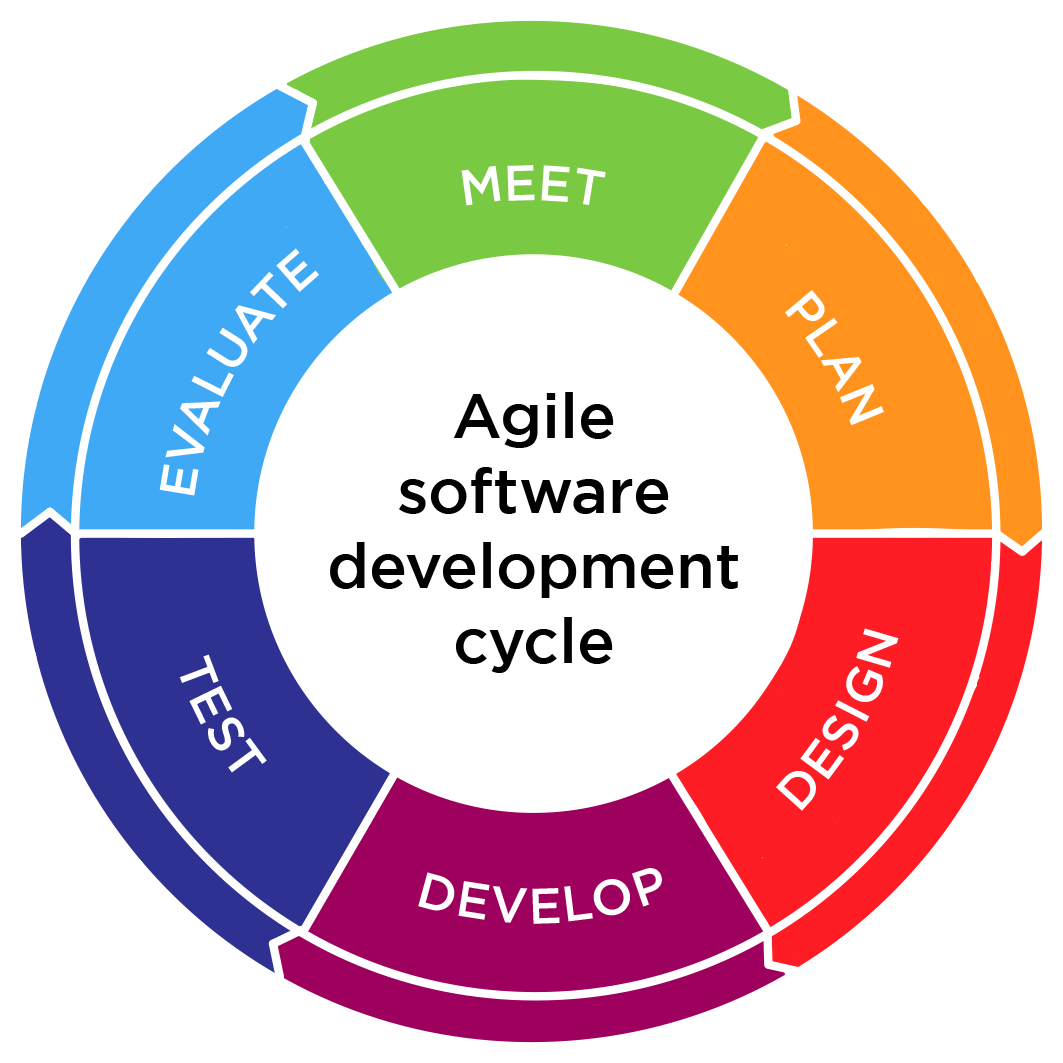 MEET
PLAN
DESIGN
DEVELOP
TEST
EVALUATE
Agile
software
development
cycle